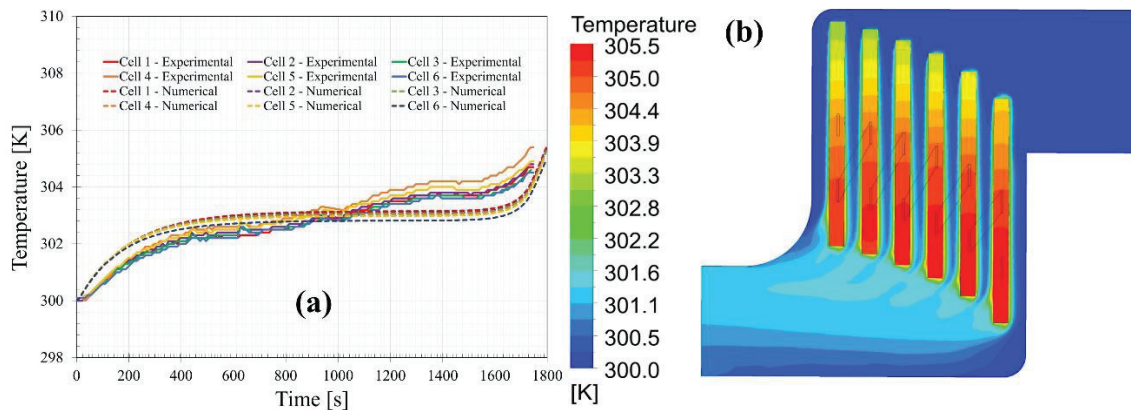 310
308
306
304
302
300
298
Temperature [K]
Cell 1 - Experimental Cell 2 - Experimental Cell 3 - Experimental
Cell 4 - Experimental Cell 5 - Experimental Cell 6 - Experimental
Cell 1 - Numerical Cell 2 - Numerical Cell 3 - Numerical
Cell 4 - Numerical Cell 5 - Numerical Cell 6 - Numerical
(a)
0 200 400 600 800 1000 1200 1400 1600 1800
Time [s]
Temperature
305.5
305.0
304.4
303.9
303.3
302.8
302.2
301.6
301.1
300.5
300.0
[K]
(b)